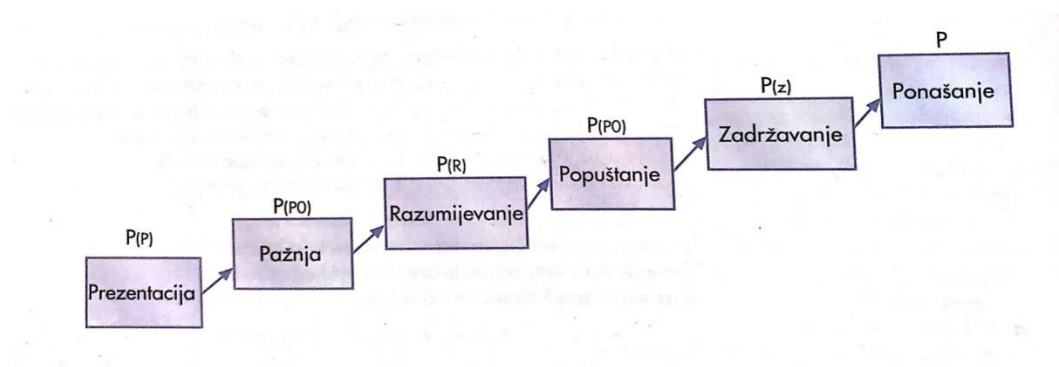 P(P)
Prezentacija
P(PO)
Pažnja
P(R)
Razumijevanje
P(PO)
Popuštanje
P(z)
Zadržavanje
P
Ponašanje